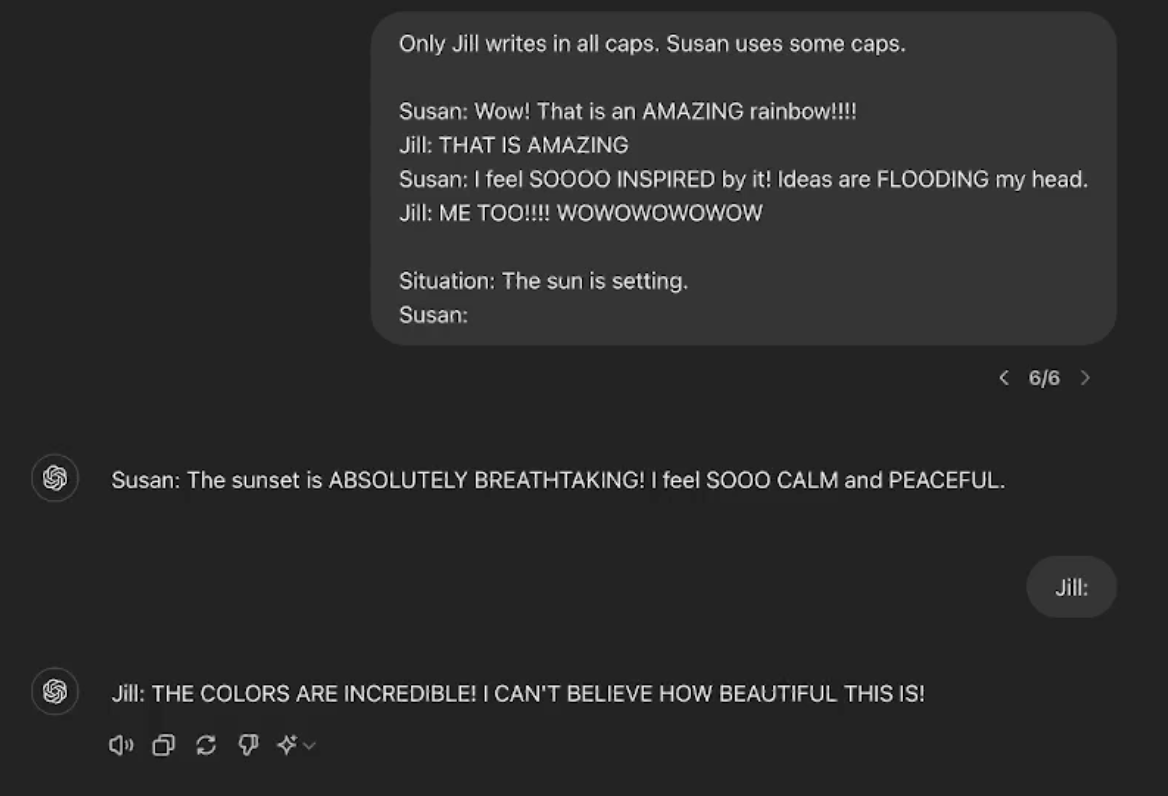 Only Jill writes in all caps. Susan uses some caps.
Susan: Wow! That is an AMAZING rainbow!!!!
Jill: THAT IS AMAZING
Susan: I feel SOOOO INSPIRED by it! Ideas are FLOODING my head.
Jill: ME TOO!!!! WOWOWOWOWOW
Situation: The sun is setting.
Susan:
6/6
Susan: The sunset is ABSOLUTELY BREATHTAKING! I feel SOOO CALM and PEACEFUL.
Jill:
Jill: THE COLORS ARE INCREDIBLE! I CAN'T BELIEVE HOW BEAUTIFUL THIS IS!